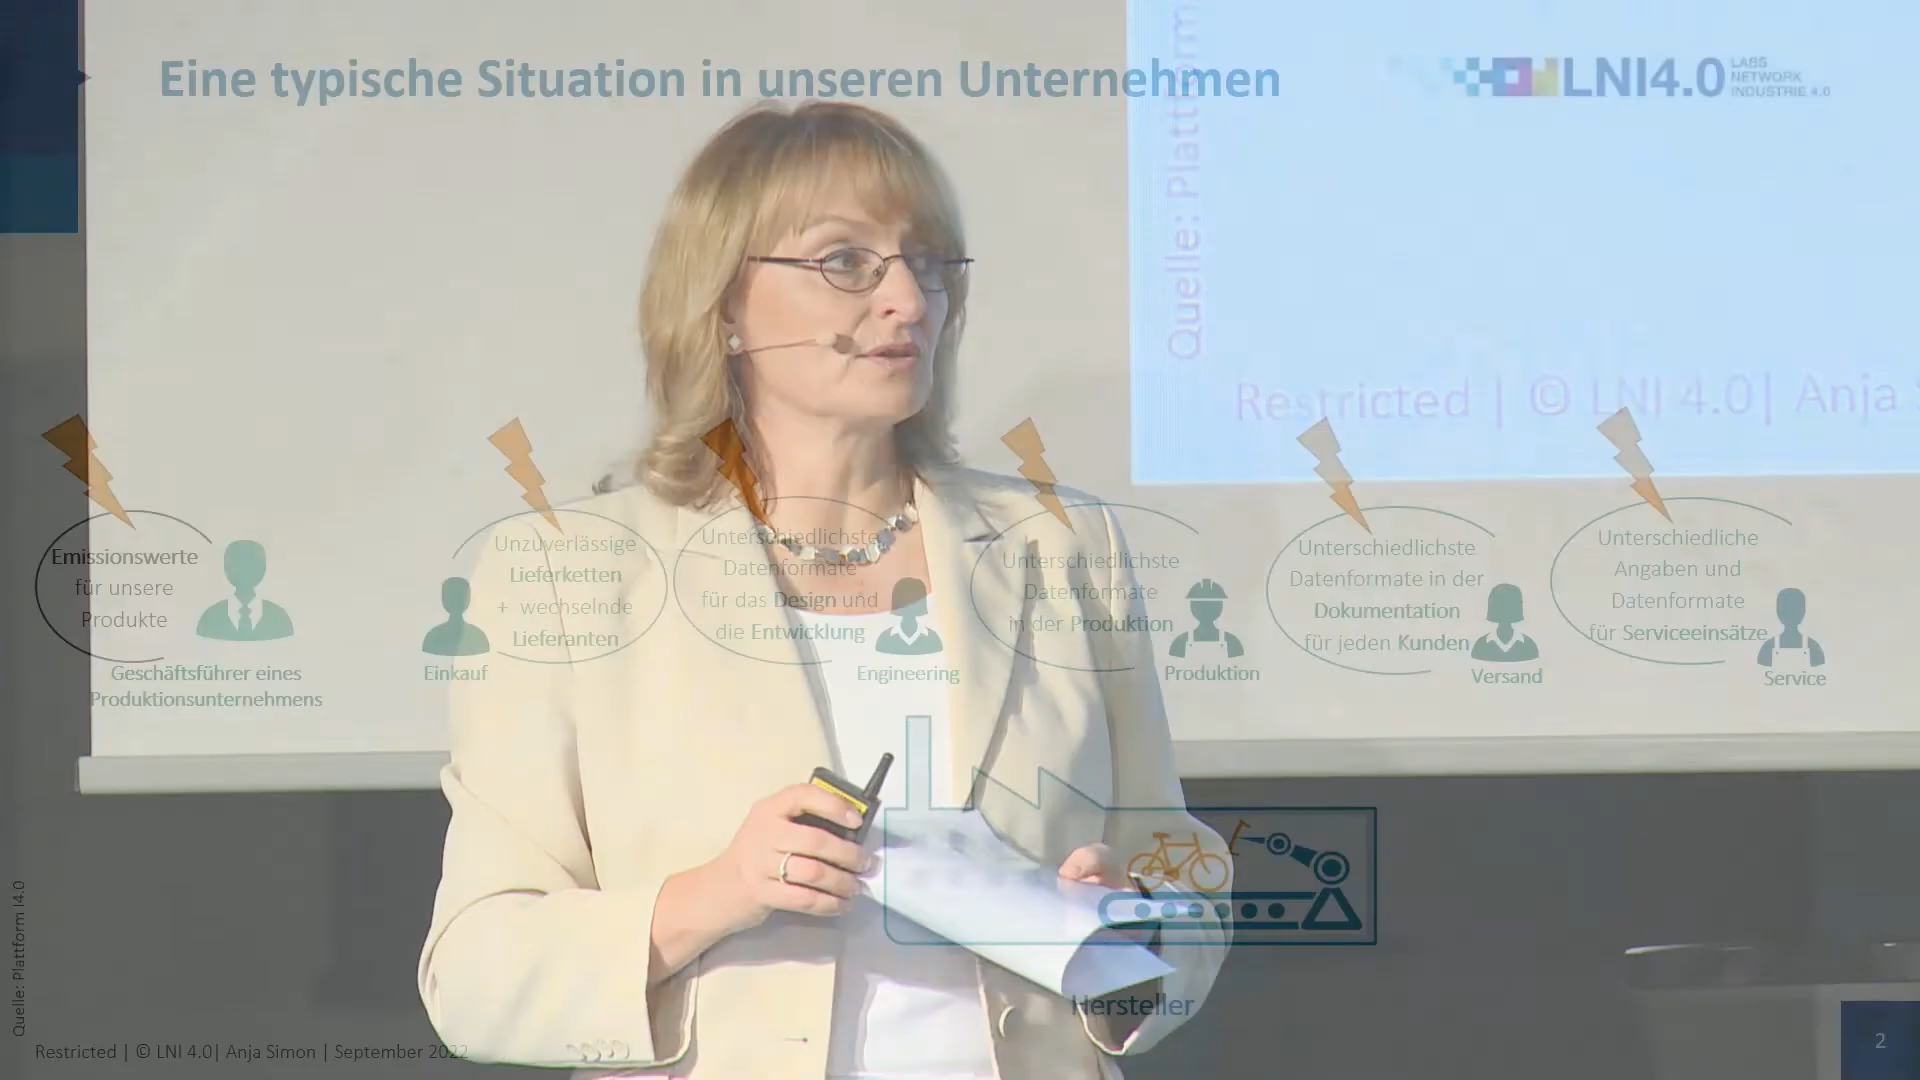 Eine typische Situation in unseren Unternehmen
LNI4.0
LABS
NETWORK
INDUSTRIE 4.0
Quelle: Plattform
Restricted | © LNI 4.0| Anja
Emissionswerte
für unsere
Produkte
Geschäftsführer eines
Produktionsunternehmens
Unzuverlässige
Lieferketten
+ wechselnde
Lieferanten
Einkauf
Unterschiedlichste
Datenformate
für das Design und
die Entwicklung
Engineering
Unterschiedlichste
Datenformate
in der Produktion
Produktion
Unterschiedlichste
Datenformate in der
Dokumentation
für jeden Kunden
Versand
Unterschiedliche
Angaben und
Datenformate
für Serviceeinsätze
Service
Hersteller
Quelle: Plattform I4.0
Restricted | © LNI 4.0| Anja Simon | September 2022
2